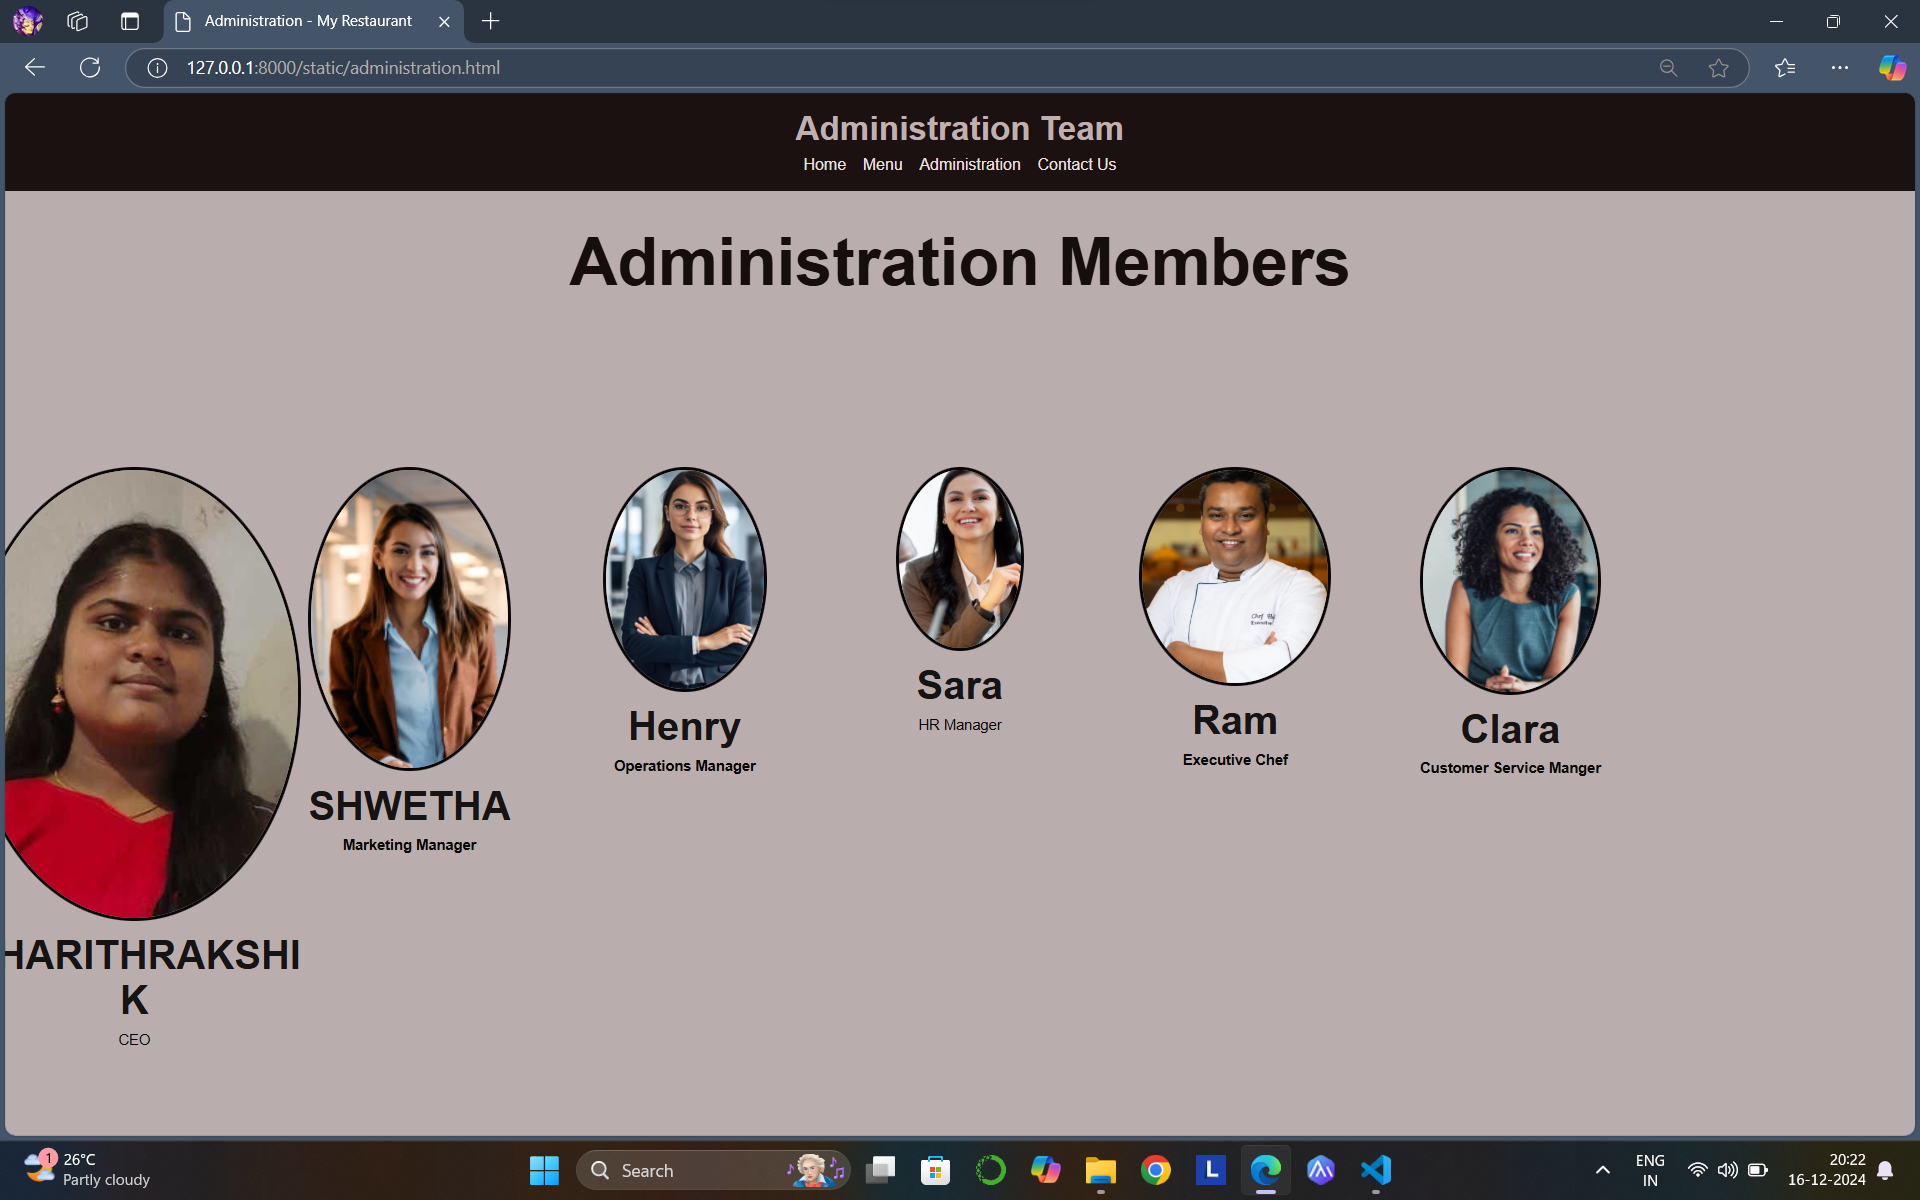 Administration - My Restaurant
127.0.0.1:8000/static/administration.html
Administration Team
Home Menu Administration Contact Us
Administration Members
HARITHRAKSHI
K
CEO
SHWETHA
Marketing Manager
Henry
Operations Manager
Sara
HR Manager
Ram
Executive Chef
Clara
Customer Service Manger
1
26°C
Partly cloudy
Search
L
ENG
IN
20:22
16-12-2024